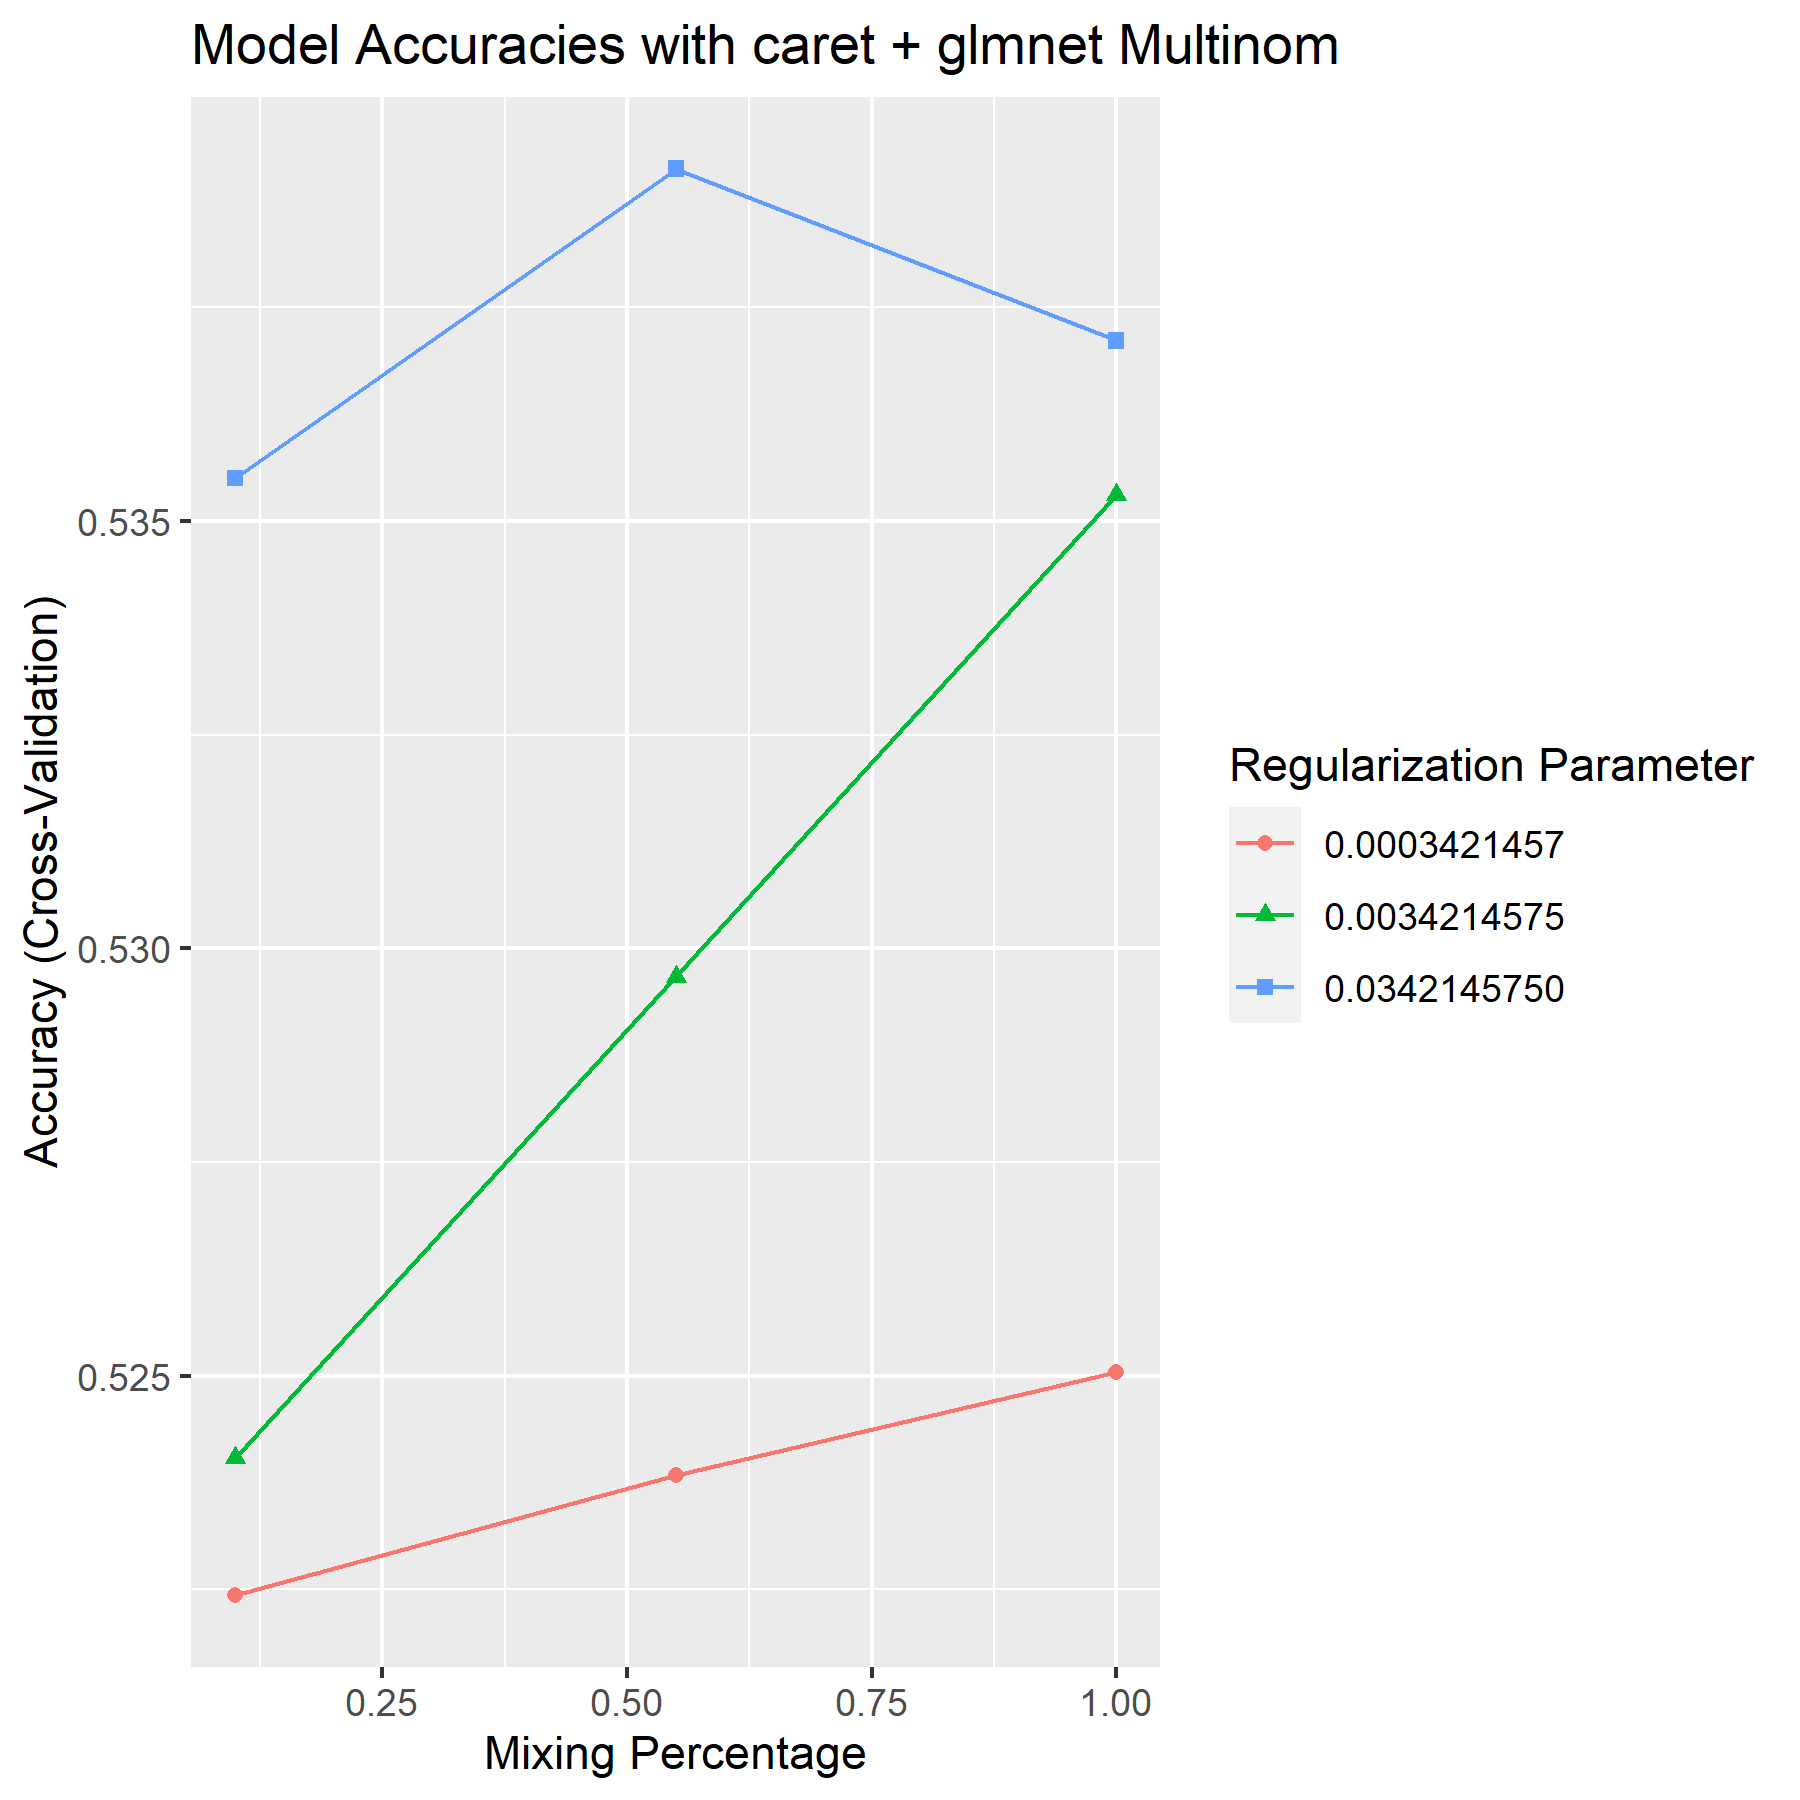 Model Accuracies with caret + glmnet Multinom
Accuracy (Cross-Validation)
0.535
0.530
0.525
0.25
0.50
0.75
1.00
Mixing Percentage
Regularization Parameter
0.0003421457
0.0034214575
0.0342145750